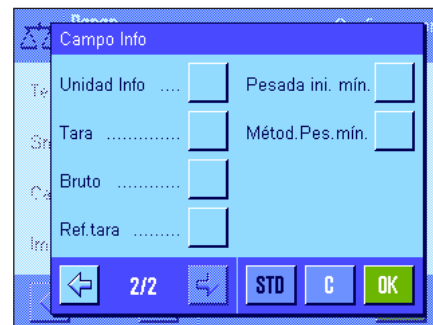 Campo Info
Unidad Info ....
Tara .............
Bruto ..........
Ref.tara .........
Pesada ini. mín.
Métod.Pes.mín.
2/2
STD
C
OK